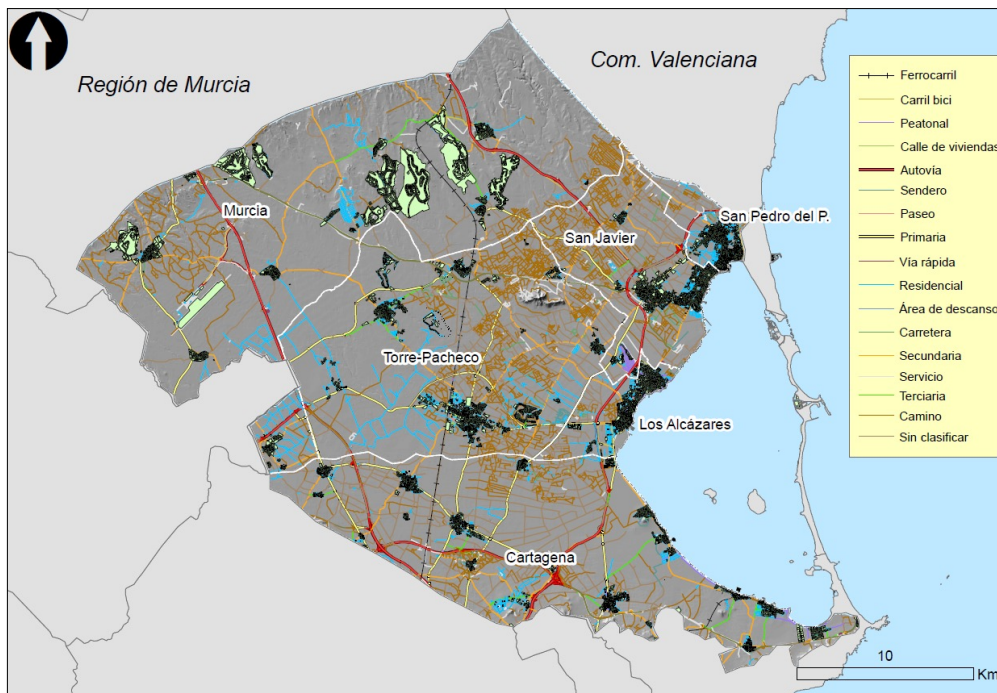 Región de Murcia
Com. Valenciana
Murcia
San Javier
San Pedro del P.
Torre-Pacheco
Los Alcázares
Cartagena
Ferrocarril
Carril bici
Peatonal
Calle de viviendas
Autovía
Sendero
Paseo
Primaria
Vía rápida
Residencial
Área de descanso
Carretera
Secundaria
Servicio
Terciaria
Camino
Sin clasificar
10
Km